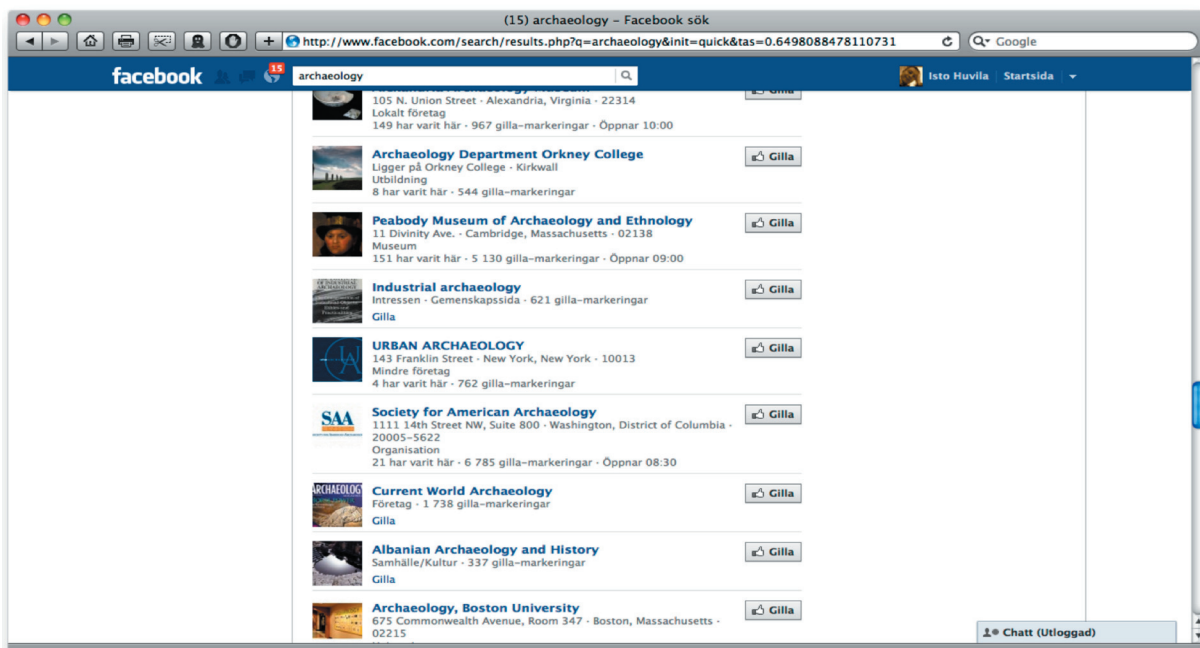 (15) archaeology – Facebook sök
http://www.facebook.com/search/results.php?q=archaeology&init=quick&tas=0.6498088478110731
Google
facebook
15
archaeology
Isto Huvila
Startsida
105 N. Union Street · Alexandria, Virginia · 22314
Lokalt företag
149 har varit här · 967 gilla-markeringar · Öppnar 10:00
Gilla
Archaeology Department Orkney College
Gilla
Ligger på Orkney College · Kirkwall
Utbildning
8 har varit här · 544 gilla-markeringar
Peabody Museum of Archaeology and Ethnology
Gilla
11 Divinity Ave. · Cambridge, Massachusetts · 02138
Museum
151 har varit här · 5 130 gilla-markeringar · Öppnar 09:00
Industrial archaeology
Gilla
Intressen · Gemenskapssida · 621 gilla-markeringar
Gilla
URBAN ARCHAEOLOGY
Gilla
143 Franklin Street · New York, New York · 10013
Mindre företag
4 har varit här · 762 gilla-markeringar
SAA
Society for American Archaeology
Gilla
1111 14th Street NW, Suite 800 · Washington, District of Columbia ·
20005-5622
Organisation
21 har varit här · 6 785 gilla-markeringar · Öppnar 08:30
ARCHAEOLOGY
Current World Archaeology
Gilla
Företag · 1 738 gilla-markeringar
Gilla
Albanian Archaeology and History
Gilla
Samhälle/Kultur · 337 gilla-markeringar
Gilla
Archaeology, Boston University
Gilla
675 Commonwealth Avenue, Room 347 · Boston, Massachusetts ·
02215
Chatt (Utloggad)